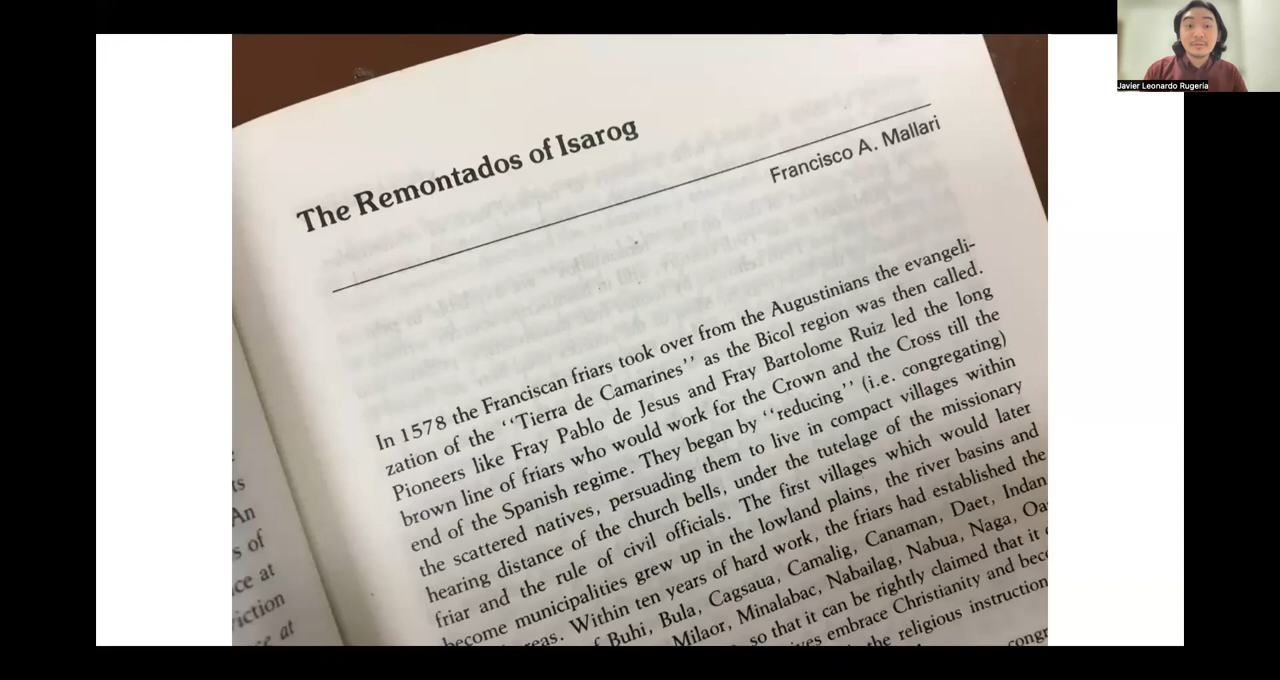 Javier Leonardo Rugeria
The Remontados of Isarog
Francisco A. Mallari
In 1578 the Franciscan friars took over from the Augustinians the evangeli-
zation of the ‘‘Tierra de Camarines’’ as the Bicol region was then called.
Pioneers like Fray Pablo de Jesus and Fray Bartolome Ruiz led the long
brown line of friars who would work for the Crown and the Cross till the
end of the Spanish regime. They began by ‘‘reducing’’ (i.e. congregating)
the scattered natives, persuading them to live in compact villages within
hearing distance of the church bells, under the tutelage of the missionary
friar and the rule of civil officials. The first villages which would later
become municipalities grew up in the lowland plains, the river basins and
Within ten years of hard work, the friars had established the
Buhi, Bula, Cagsaua, Camalig, Canaman, Daet, Indan
Milaor, Minalabac, Nabailag, Nabua, Naga,
so that it can be rightly claimed that it
embrace Christianity and
the religious instruction
An
of
at
at